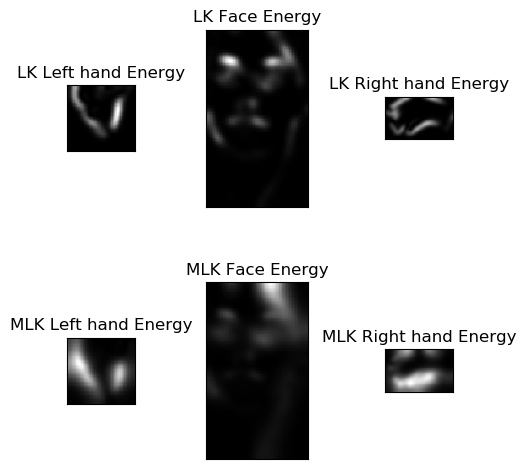 LK Face Energy
LK Left hand Energy
LK Right hand Energy
MLK Face Energy
MLK Left hand Energy
MLK Right hand Energy